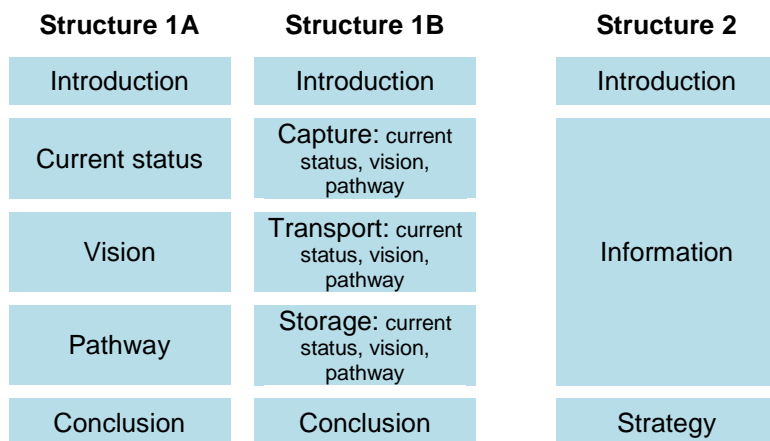 Structure 1A
Introduction
Current status
Vision
Pathway
Conclusion
Structure 1B
Introduction
Capture: current
status, vision,
pathway
Transport: current
status, vision,
pathway
Storage: current
status, vision,
pathway
Conclusion
Structure 2
Introduction
Information
Strategy